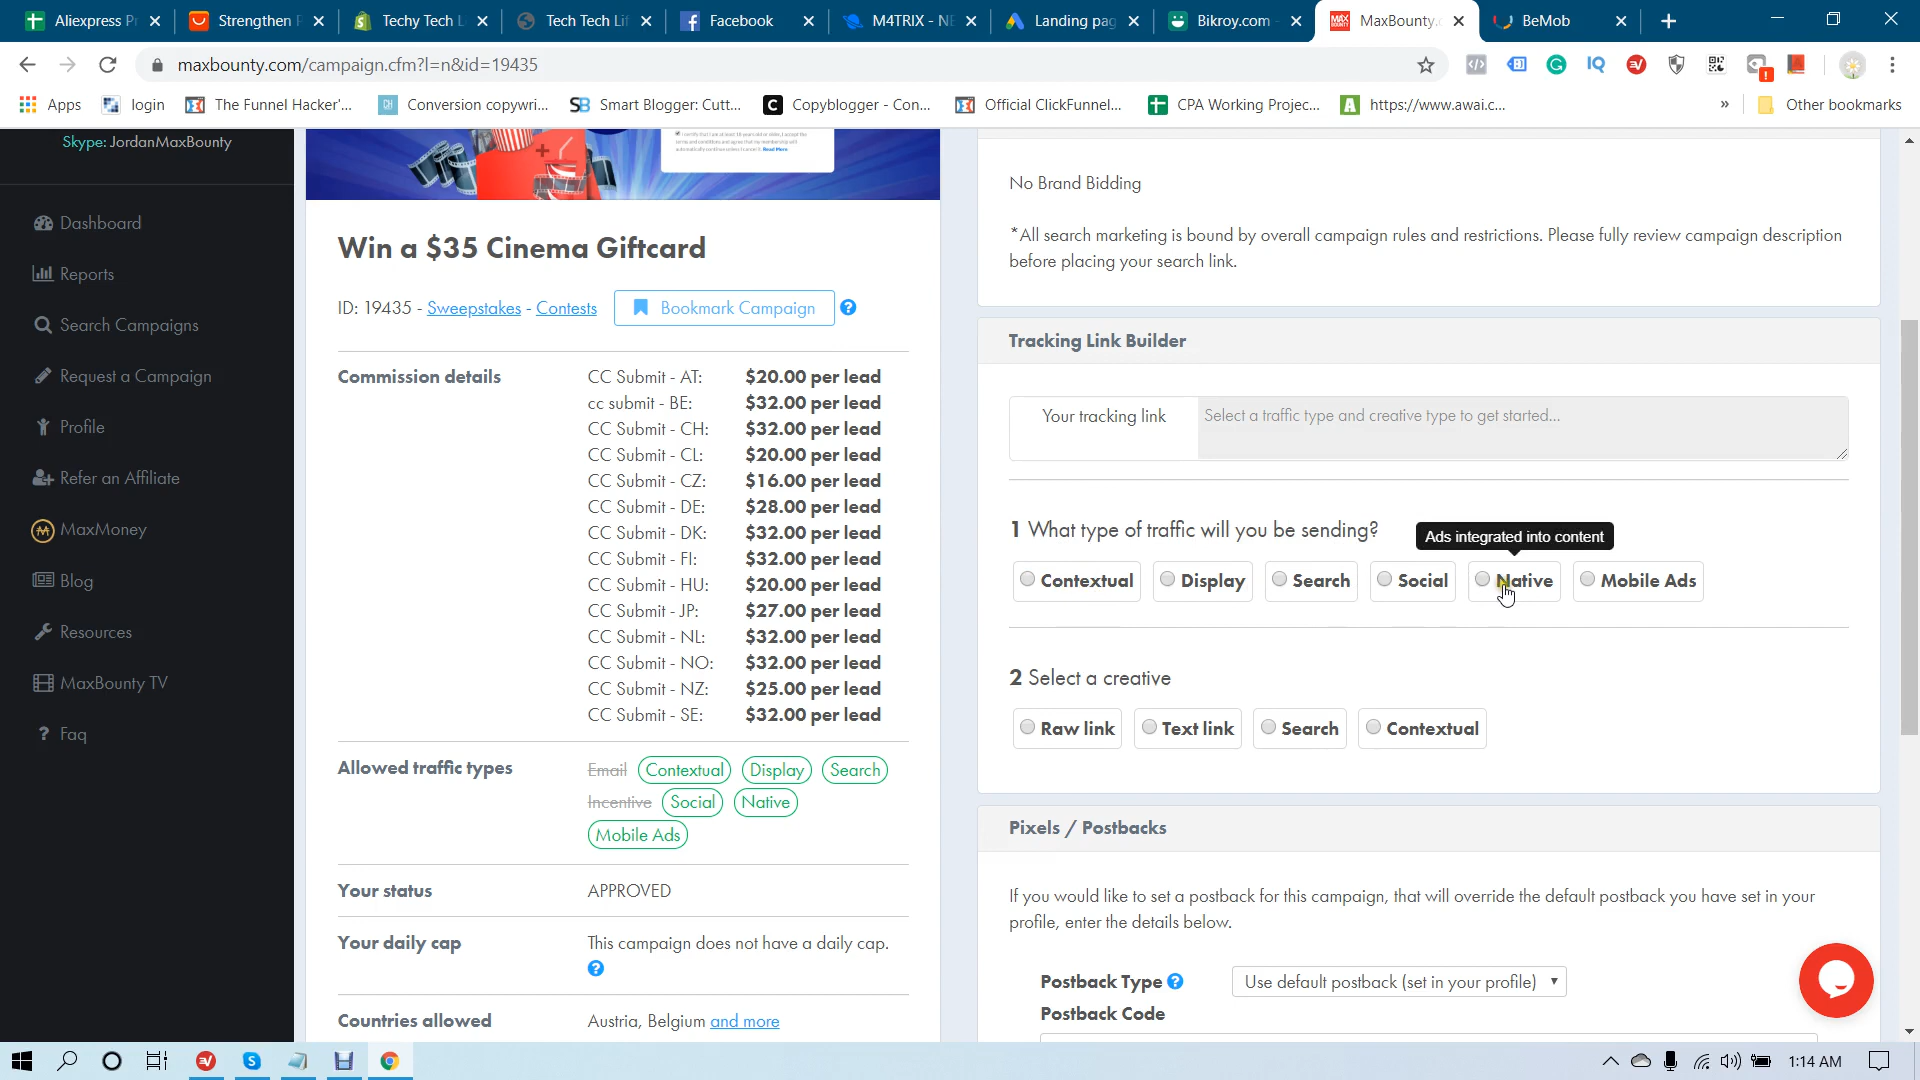 Aliexpress Pr
Strengthen F
Techy Tech L
Tech Tech Lif
Facebook
M4TRIX - NE
Landing pag
Bikroy.com -
MaxBounty.c
BeMob
maxbounty.com/campaign.cfm?l=n&id=19435
Apps
login
The Funnel Hacker'...
Conversion copywri...
Smart Blogger: Cutt...
Copyblogger - Con...
Official ClickFunnel...
CPA Working Projec...
https://www.awai.c...
»
Other bookmarks
Skype: JordanMaxBounty
Dashboard
Reports
Search Campaigns
Request a Campaign
Profile
Refer an Affiliate
MaxMoney
Blog
Resources
MaxBounty TV
Faq
Win a $35 Cinema Giftcard
ID: 19435 - Sweepstakes - Contests Bookmark Campaign ?
Commission details
CC Submit - AT: $20.00 per lead
cc submit - BE: $32.00 per lead
CC Submit - CH: $32.00 per lead
CC Submit - CL: $20.00 per lead
CC Submit - CZ: $16.00 per lead
CC Submit - DE: $28.00 per lead
CC Submit - DK: $32.00 per lead
CC Submit - FI: $32.00 per lead
CC Submit - HU: $20.00 per lead
CC Submit - JP: $27.00 per lead
CC Submit - NL: $32.00 per lead
CC Submit - NO: $32.00 per lead
CC Submit - NZ: $25.00 per lead
CC Submit - SE: $32.00 per lead
Allowed traffic types
Email Contextual Display Search
Incentive Social Native
Mobile Ads
Your status APPROVED
Your daily cap This campaign does not have a daily cap.
?
Countries allowed Austria, Belgium and more
No Brand Bidding
*All search marketing is bound by overall campaign rules and restrictions. Please fully review campaign description
before placing your search link.
Tracking Link Builder
Your tracking link Select a traffic type and creative type to get started...
1 What type of traffic will you be sending?
Ads integrated into content
Contextual Display Search Social Native Mobile Ads
2 Select a creative
Raw link Text link Search Contextual
Pixels / Postbacks
If you would like to set a postback for this campaign, that will override the default postback you have set in your
profile, enter the details below.
Postback Type ? Use default postback (set in your profile)
Postback Code
1:14 AM